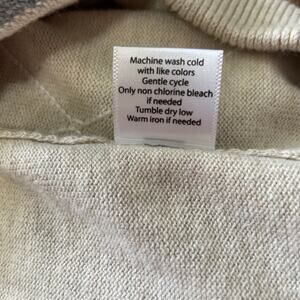 Machine wash cold
with like colors
Gentle cycle
Only non chlorine bleach
if needed
Tumble dry low
Warm iron if needed